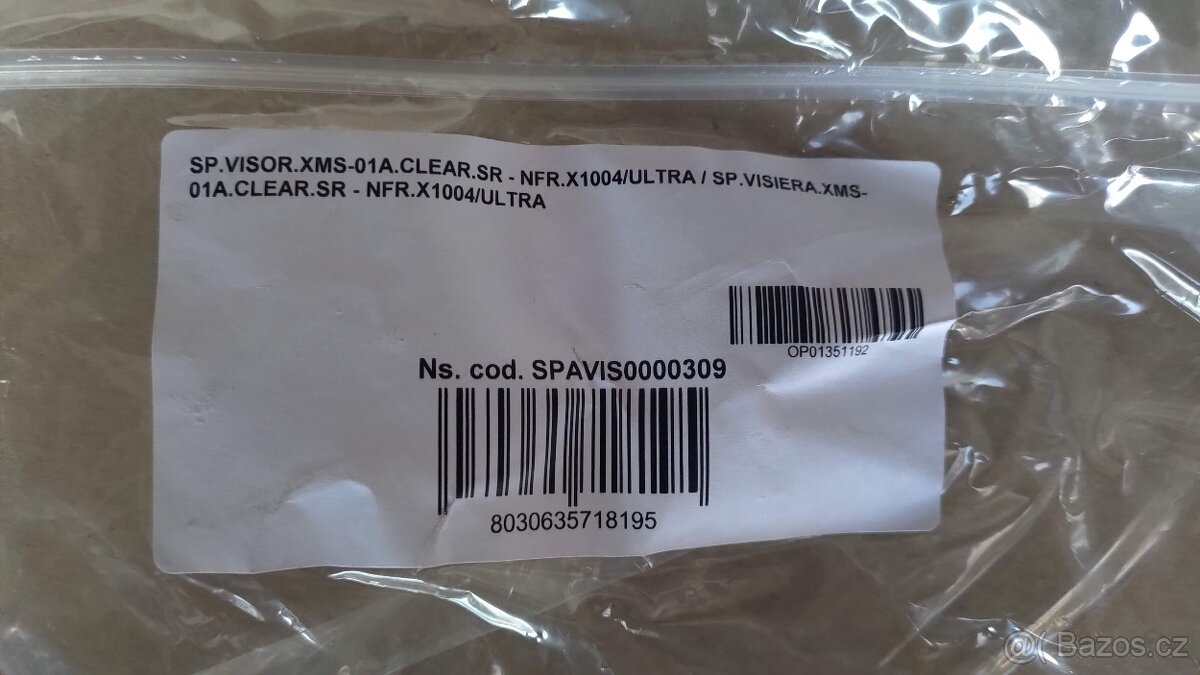 SP.VISOR.XMS-01A.CLEAR.SR - NFR.X1004/ULTRA / SP.VISIERA.XMS-
01A.CLEAR.SR - NFR.X1004/ULTRA
OP01351192
Ns. cod. SPAVIS0000309
8030635718195
Bazoš.cz